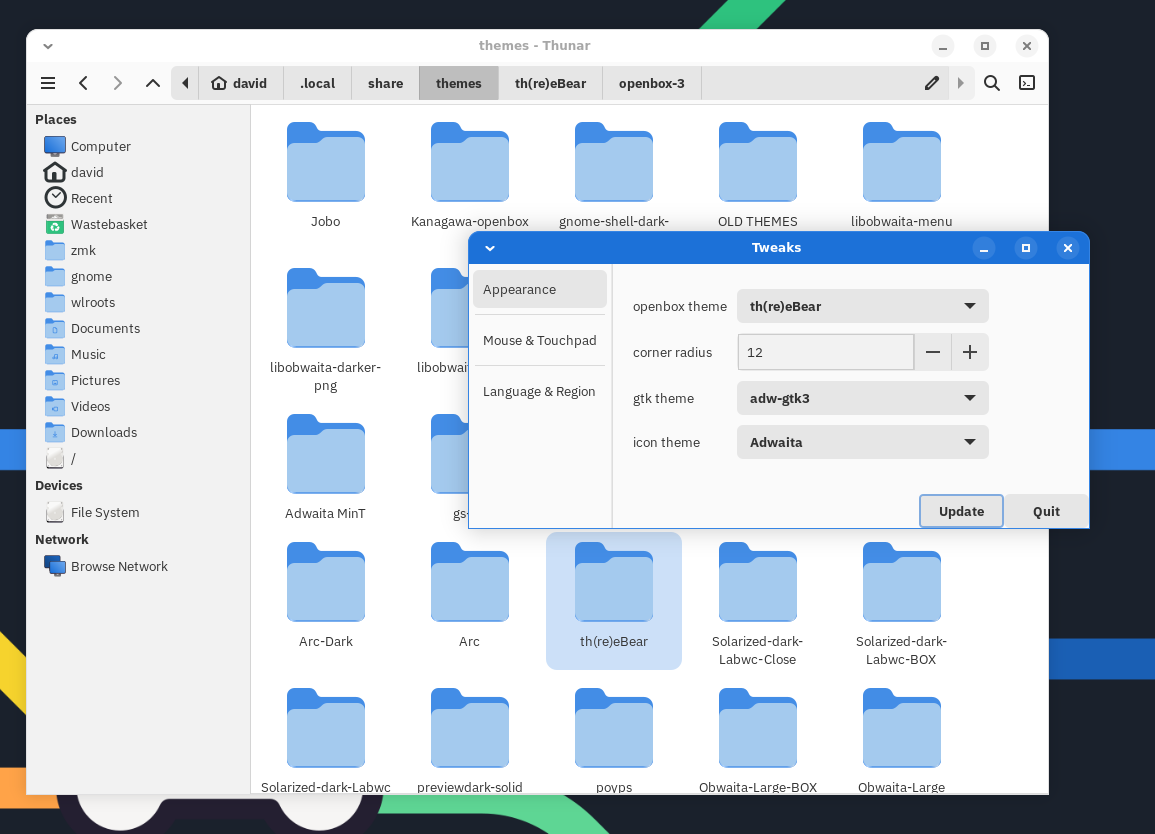 themes - Thunar
david
.local
share
themes
th(re)eBear
openbox-3
Places
Computer
david
Recent
Wastebasket
zmk
gnome
wlroots
Documents
Music
Pictures
Videos
Downloads
/
Devices
File System
Network
Browse Network
Jobo
Kanagawa-openbox
gnome-shell-dark-
OLD THEMES
libobwaita-menu
libobwaita-darker-
png
Adwaita MinT
Arc-Dark
Arc
th(re)eBear
Solarized-dark-
Labwc-Close
Solarized-dark-
Labwc-BOX
Solarized-dark-Labwc
previewdark-solid
poyps
Obwaita-Large-BOX
Obwaita-Large
Tweaks
Appearance
Mouse & Touchpad
Language & Region
openbox theme
th(re)eBear
corner radius
12
gtk theme
adw-gtk3
icon theme
Adwaita
Update
Quit